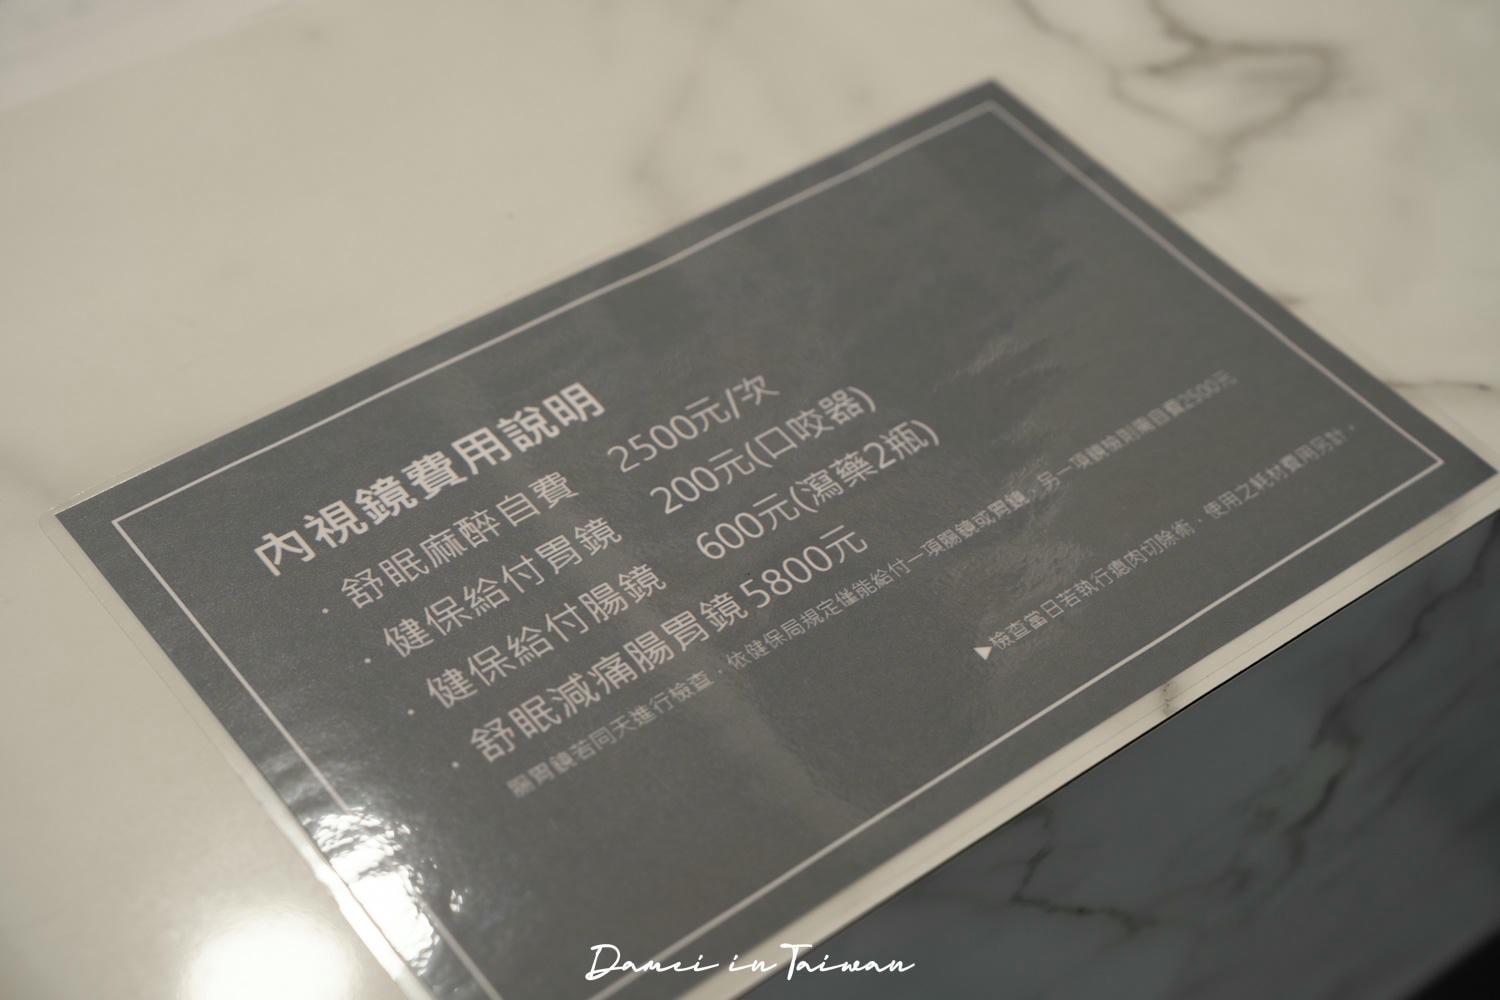 內視鏡費用說明
· 舒眠麻醉自費 2500元/次
· 健保給付胃鏡 200元(口咬器)
· 健保給付腸鏡 600元(瀉藥2瓶)
· 舒眠減痛腸胃鏡 5800元
腸胃鏡若同天進行檢查，依健保局規定僅能給付一項腸鏡或胃鏡，另一項鏡檢則需自費2500元
▶檢查當日若執行瘜肉切除術，使用之耗材費用另計。
Damei in Taiwan